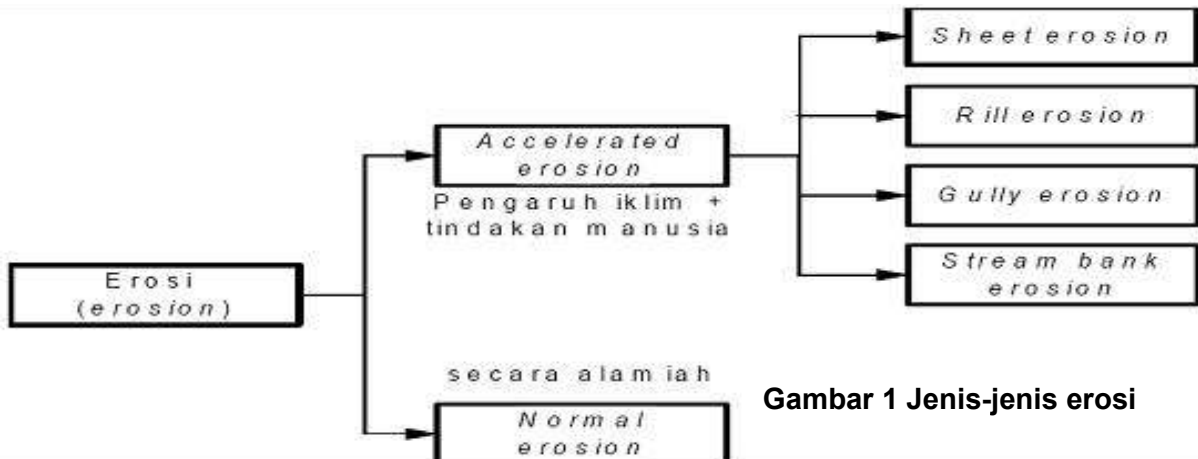 Sheet erosion
Rill erosion
Accelerated
erosion
Pengaruh iklim +
tindakan manusia
Gully erosion
Stream bank
erosion
Erosi
(erosion)
secara alamiah
Normal
erosion
Gambar 1 Jenis-jenis erosi